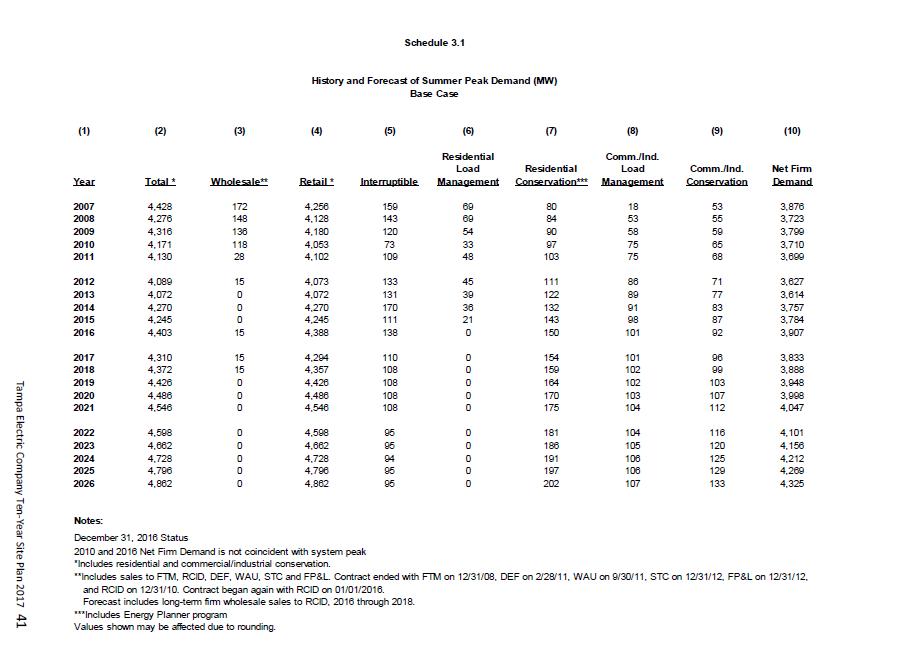 Schedule 3.1
History and Forecast of Summer Peak Demand (MW)
Base Case
(1) (2) (3) (4) (5) (6) (7) (8) (9) (10)
Residential Comm./Ind.
Load Residential Load Comm./Ind. Net Firm
Year Total * Wholesale** Retail * Interruptible Management Conservation*** Management Conservation Demand
2007 4,428 172 4,256 159 69 80 18 53 3,876
2008 4,276 148 4,128 143 69 84 53 55 3,723
2009 4,316 136 4,180 120 54 90 58 59 3,799
2010 4,171 118 4,053 73 33 97 75 65 3,710
2011 4,130 28 4,102 109 48 103 75 68 3,699
2012 4,089 15 4,073 133 45 111 86 71 3,627
2013 4,072 0 4,072 131 39 122 89 77 3,614
2014 4,270 0 4,270 170 36 132 91 83 3,757
2015 4,245 0 4,245 111 21 143 98 87 3,784
2016 4,403 15 4,388 138 0 150 101 92 3,907
2017 4,310 15 4,294 110 0 154 101 96 3,833
2018 4,372 15 4,357 108 0 159 102 99 3,888
2019 4,426 0 4,426 108 0 164 102 103 3,948
2020 4,486 0 4,486 108 0 170 103 107 3,998
2021 4,546 0 4,546 108 0 175 104 112 4,047
2022 4,598 0 4,598 95 0 181 104 116 4,101
2023 4,662 0 4,662 95 0 186 105 120 4,156
2024 4,728 0 4,728 94 0 191 106 125 4,212
2025 4,796 0 4,796 95 0 197 106 129 4,269
2026 4,862 0 4,862 95 0 202 107 133 4,325
Notes:
December 31, 2016 Status
2010 and 2016 Net Firm Demand is not coincident with system peak
*Includes residential and commercial/industrial conservation.
**Includes sales to FTM, RCID, DEF, WAU, STC and FP&L. Contract ended with FTM on 12/31/08, DEF on 2/28/11, WAU on 9/30/11, STC on 12/31/12, FP&L on 12/31/12,
and RCID on 12/31/10. Contract began again with RCID on 01/01/2016.
Forecast includes long-term firm wholesale sales to RCID, 2016 through 2018.
***Includes Energy Planner program
Values shown may be affected due to rounding.
Tampa Electric Company Ten-Year Site Plan 2017 41